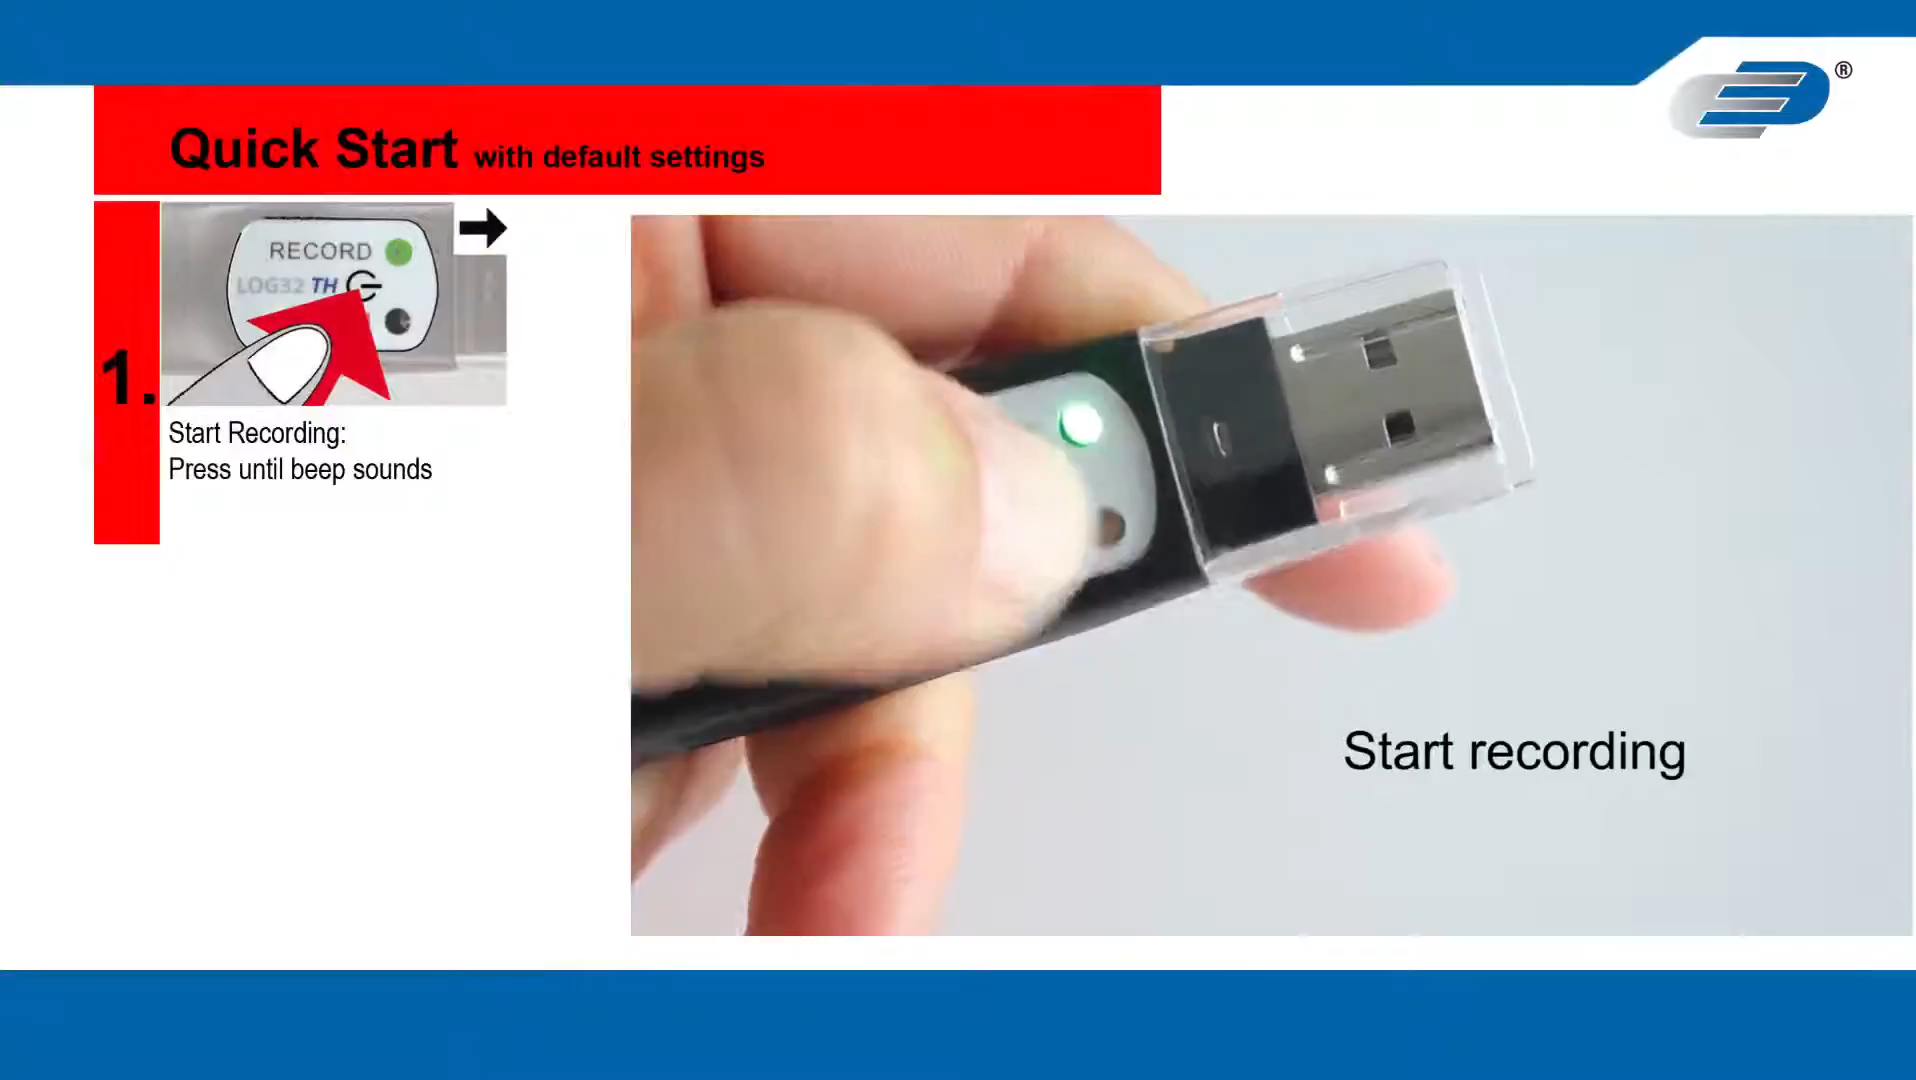 ®
Quick Start with default settings
1.
RECORD
LOG32 TH
Start Recording:
Press until beep sounds
Start recording